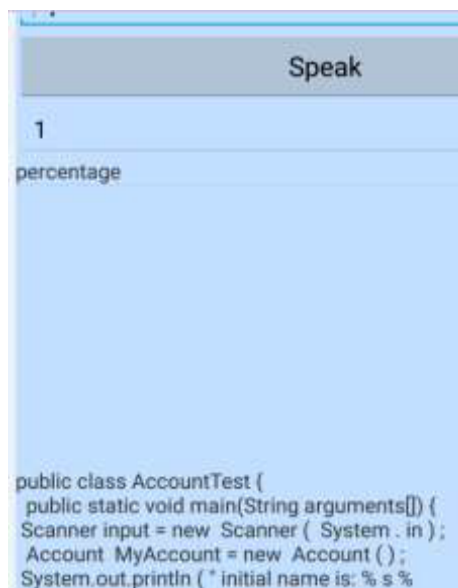 Speak
1
percentage
public class AccountTest {
public static void main(String arguments[]) {
Scanner input = new Scanner ( System . in ) ;
Account MyAccount = new Account ( ) ;
System.out.println ( " initial name is: % s %